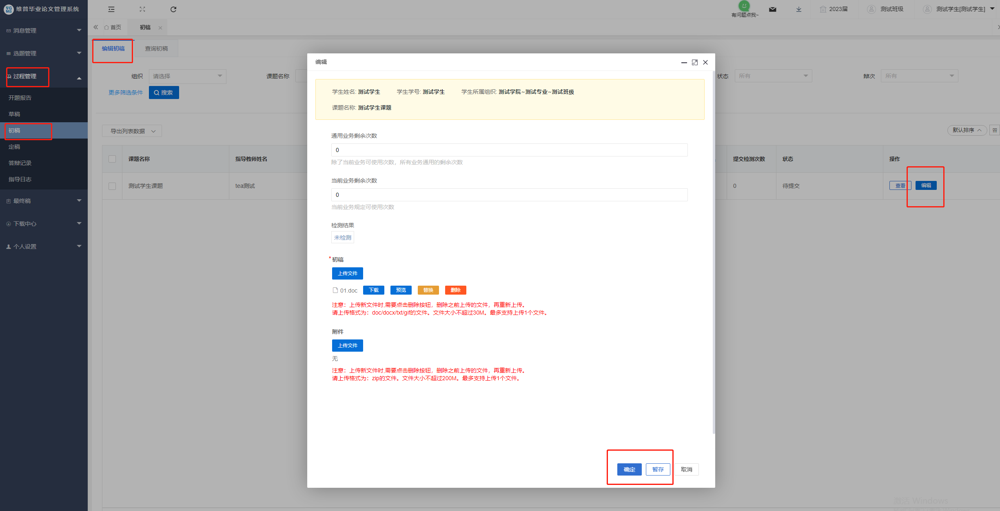 维普毕业论文管理系统
有问题点我~
2023届
测试班级
测试学生[测试学生]
消息管理
选题管理
过程管理
开题报告
草稿
初稿
定稿
答辩记录
指导日志
最终稿
下载中心
个人设置
首页
初稿
编辑初稿
查询初稿
组织
请选择
课题名称
状态
所有
辩次
所有
更多筛选条件
搜索
导出列表数据
默认排序
课题名称
指导教师姓名
提交检测次数
状态
操作
测试学生课题
tea测试
0
待提交
查看
编辑
编辑
学生姓名: 测试学生 学生学号: 测试学生 学生所属组织: 测试学院~测试专业~测试班级
课题名称: 测试学生课题
通用业务剩余次数
0
除了当前业务可使用次数，所有业务通用的剩余次数
当前业务剩余次数
0
当前业务规定可使用次数
检测结果
未检测
*初稿
上传文件
01.doc 下载 预览 替换 删除
注意：上传新文件时,需要点击删除按钮，删除之前上传的文件，再重新上传。
请上传格式为：doc/docx/txt/gif的文件。文件大小不超过30M。最多支持上传1个文件。
附件
上传文件
无
注意：上传新文件时,需要点击删除按钮，删除之前上传的文件，再重新上传。
请上传格式为：zip的文件。文件大小不超过200M。最多支持上传1个文件。
确定 暂存 取消
激活 Windows